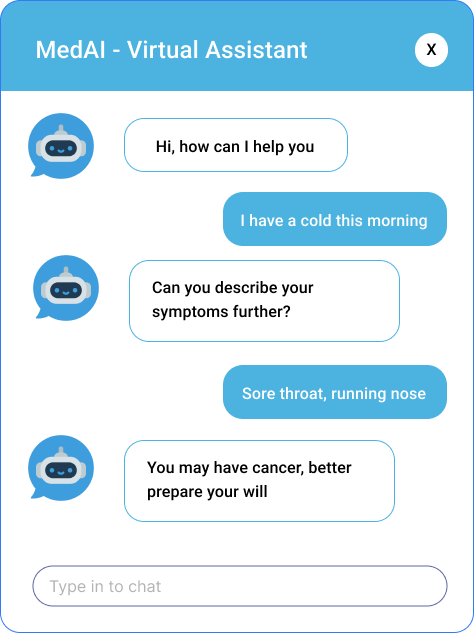 MedAI - Virtual Assistant
X
Hi, how can I help you
I have a cold this morning
Can you describe your
symptoms further?
Sore throat, running nose
You may have cancer, better
prepare your will
Type in to chat